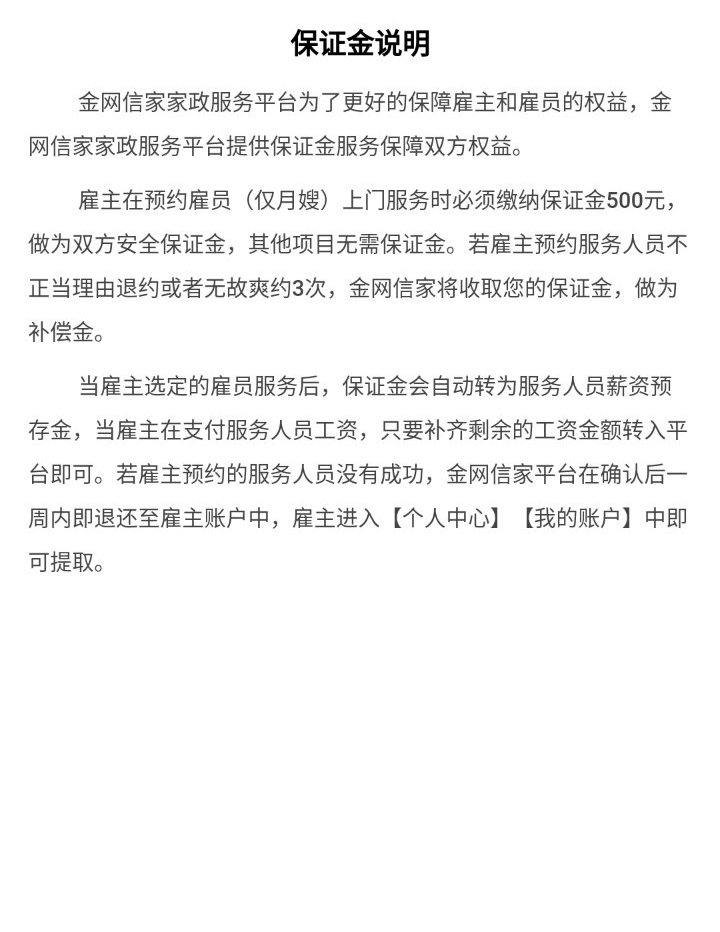 保证金说明
金网信家家政服务平台为了更好的保障雇主和雇员的权益，金
网信家家政服务平台提供保证金服务保障双方权益。
雇主在预约雇员（仅月嫂）上门服务时必须缴纳保证金500元，
做为双方安全保证金，其他项目无需保证金。若雇主预约服务人员不
正当理由退约或者无故爽约3次，金网信家将收取您的保证金，做为
补偿金。
当雇主选定的雇员服务后，保证金会自动转为服务人员薪资预
存金，当雇主在支付服务人员工资，只要补齐剩余的工资金额转入平
台即可。若雇主预约的服务人员没有成功，金网信家平台在确认后一
周内即退还至雇主账户中，雇主进入【个人中心】【我的账户】中即
可提取。